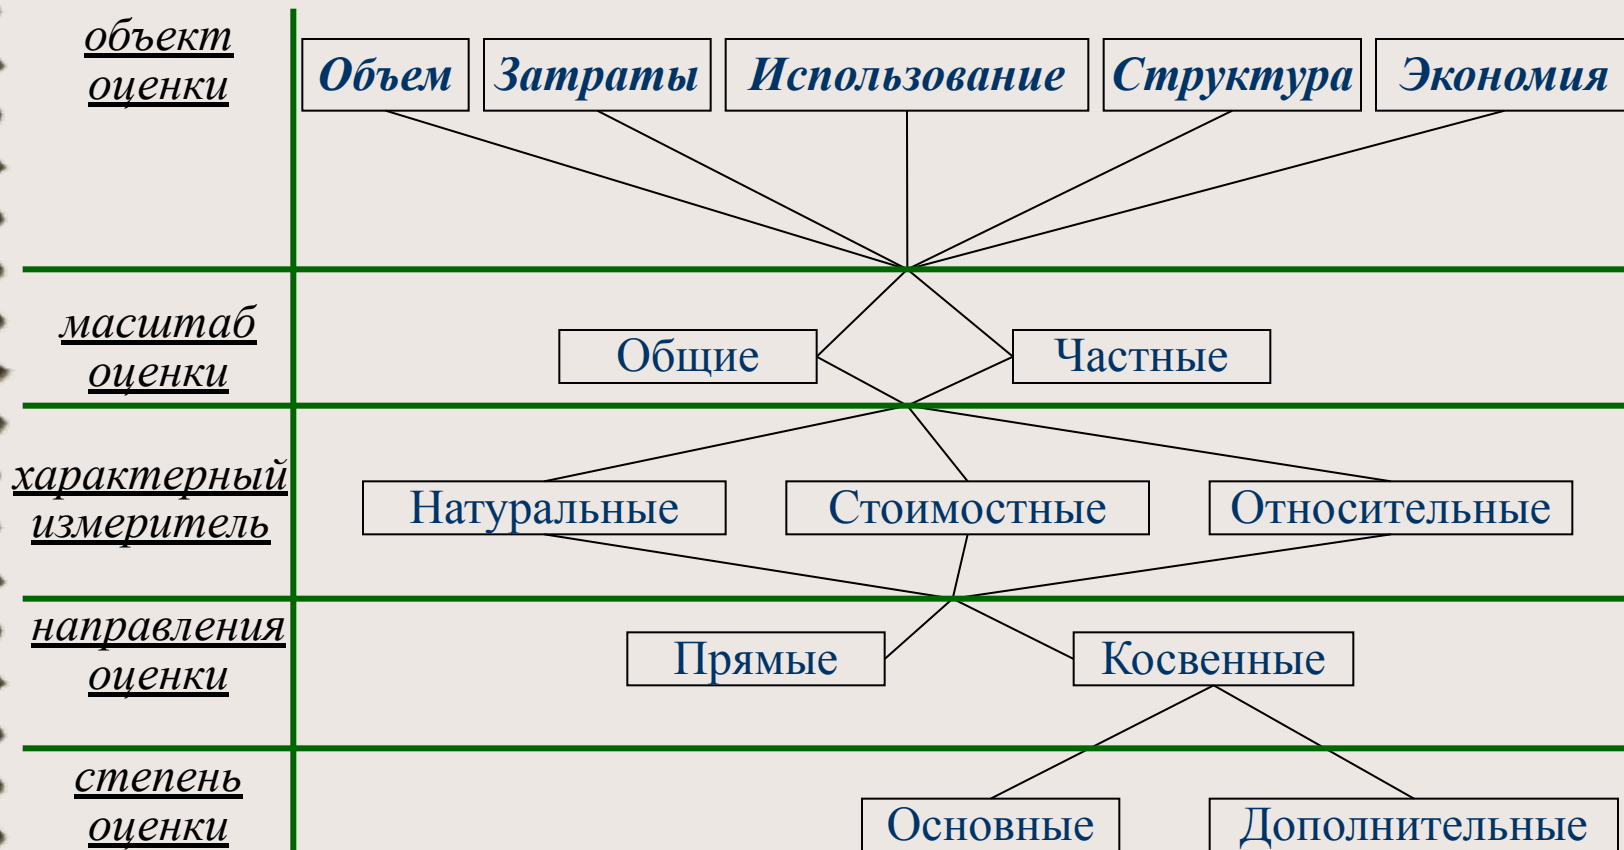 объект
оценки
Объем Затраты Использование Структура Экономия
масштаб
оценки
Общие Частные
характерный
измеритель
Натуральные Стоимостные Относительные
направления
оценки
Прямые Косвенные
степень
оценки
Основные Дополнительные